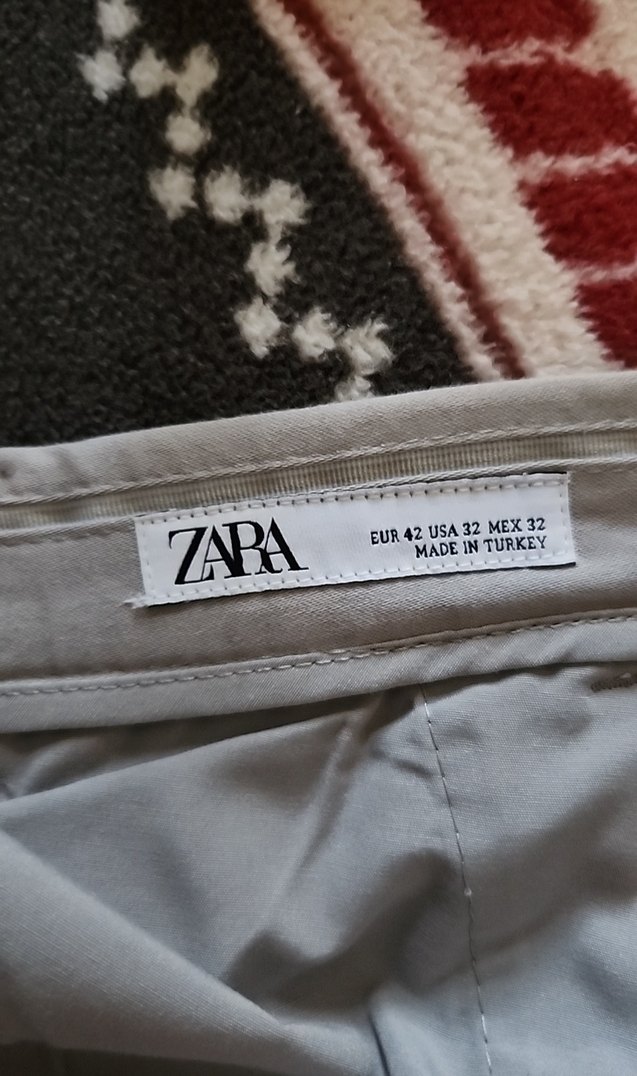 ZARA
EUR 42 USA 32 MEX 32
MADE IN TURKEY